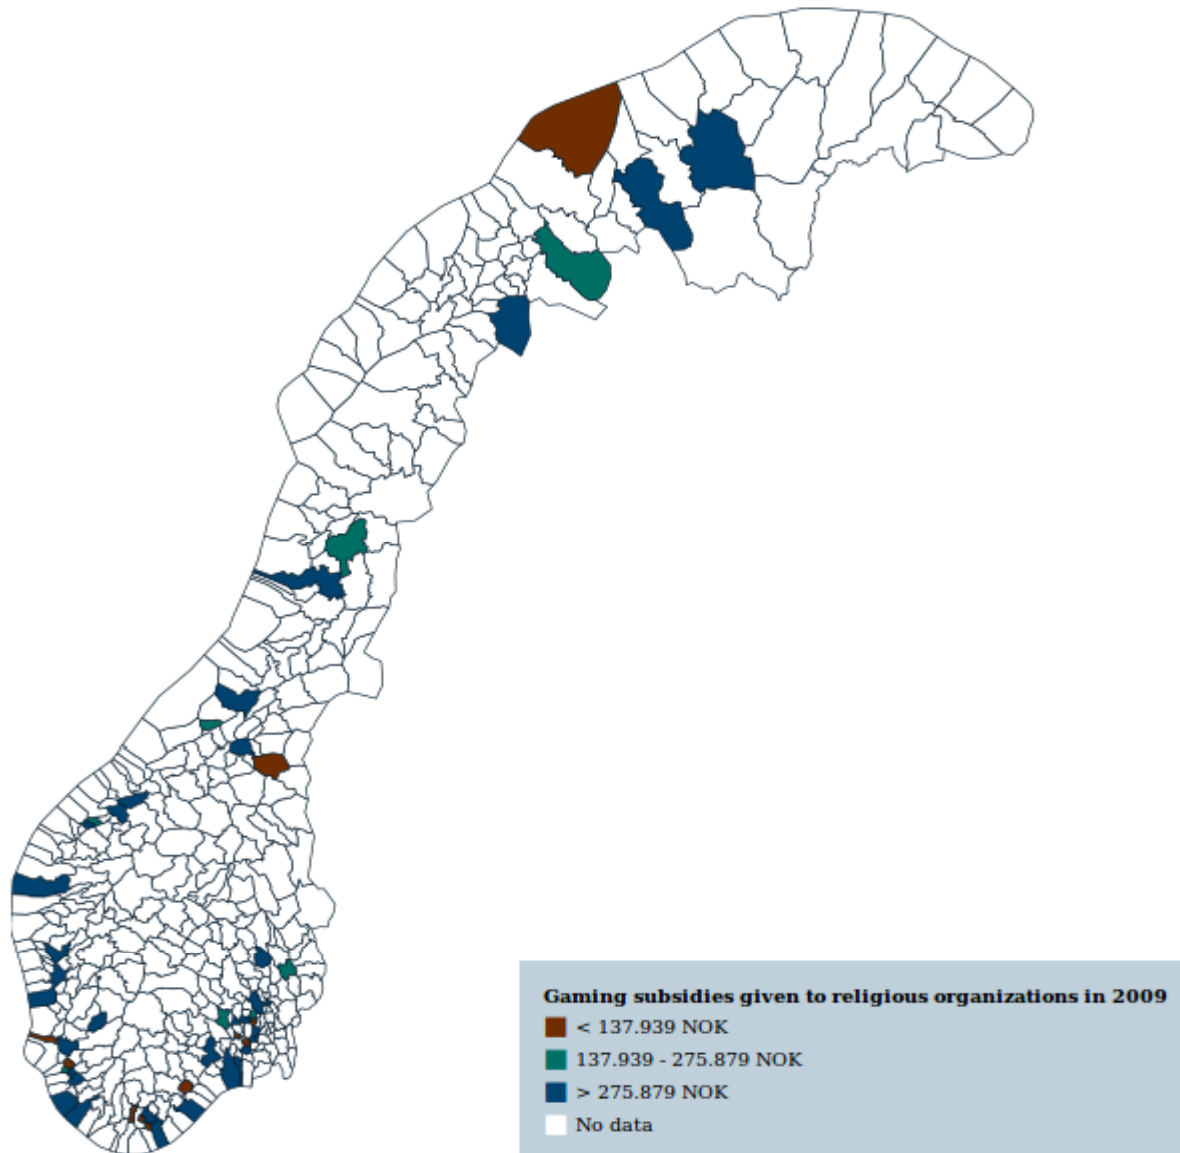 Gaming subsidies given to religious organizations in 2009
< 137.939 NOK
137.939 - 275.879 NOK
> 275.879 NOK
No data